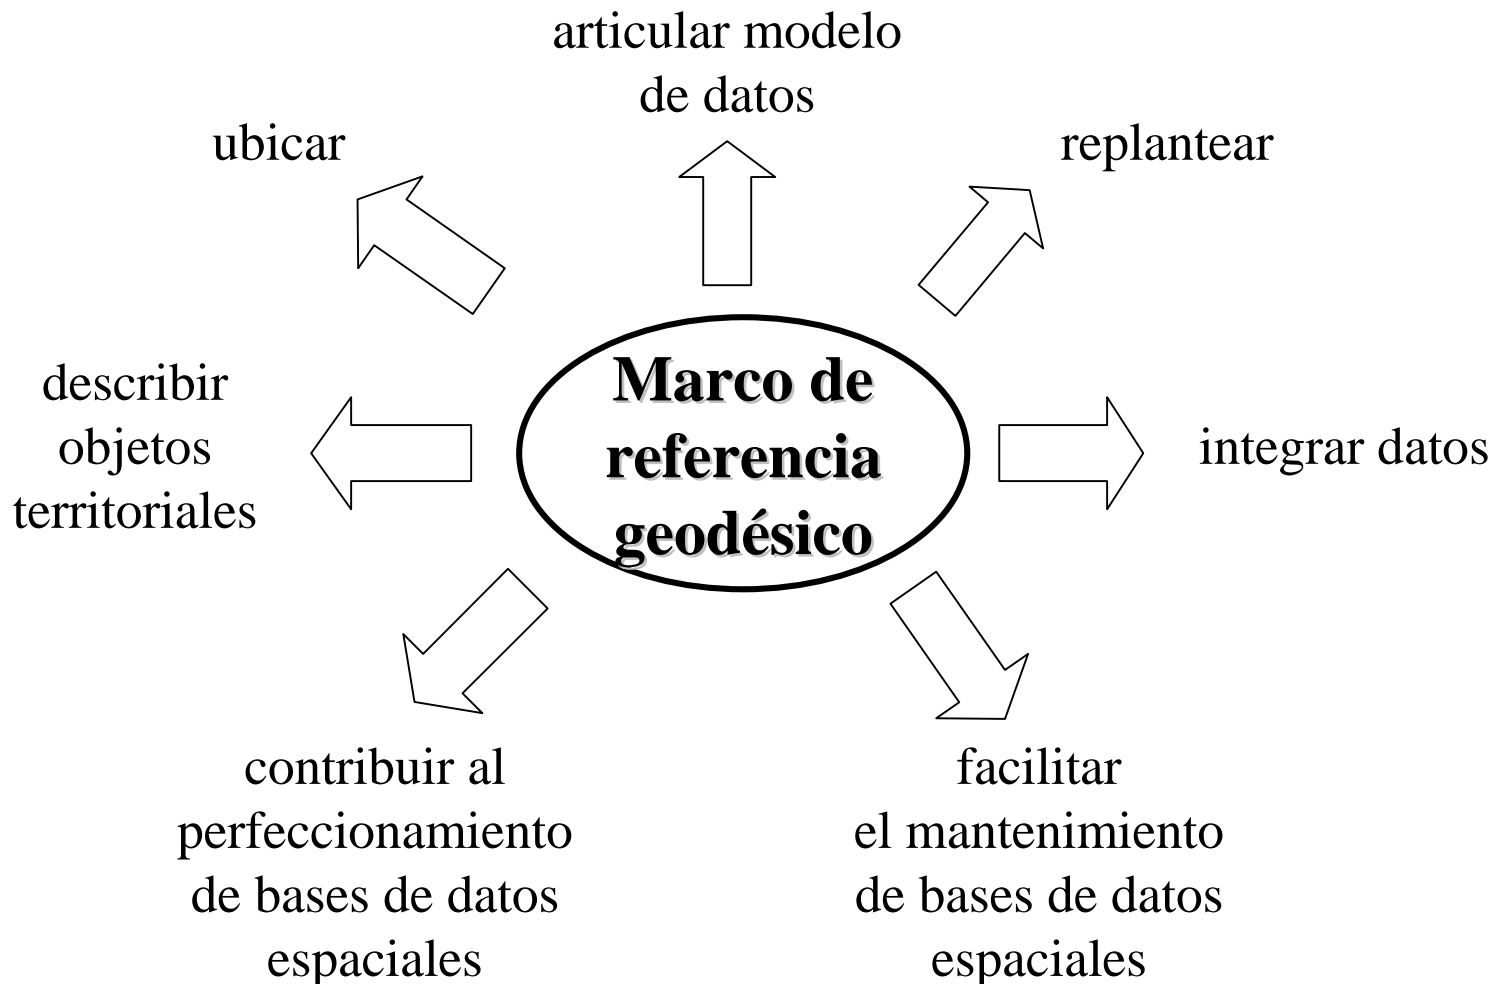 articular modelo
de datos
ubicar
replantear
Marco de
referencia
geodésico
describir
objetos
territoriales
integrar datos
contribuir al
perfeccionamiento
de bases de datos
espaciales
facilitar
el mantenimiento
de bases de datos
espaciales